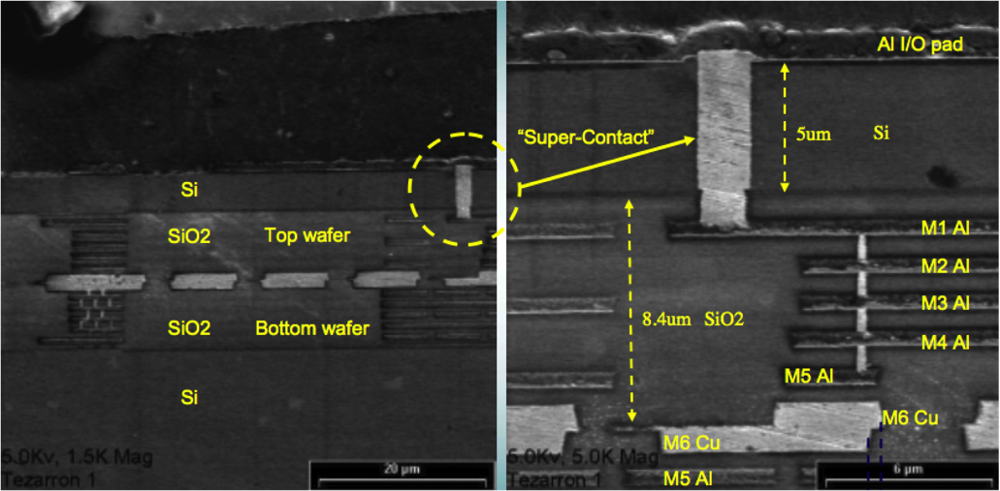 Si
SiO2 Top wafer
SiO2 Bottom wafer
Si
5.0Kv, 1.5K Mag
Tezarron 1
20 µm
Al I/O pad
"Super-Contact"
5um Si
M1 Al
M2 Al
M3 Al
8.4um SiO2
M4 Al
M5 Al
M6 Cu
M6 Cu
5.0Kv, 5.0K Mag
Tezarron 1
M5 Al
6 µm